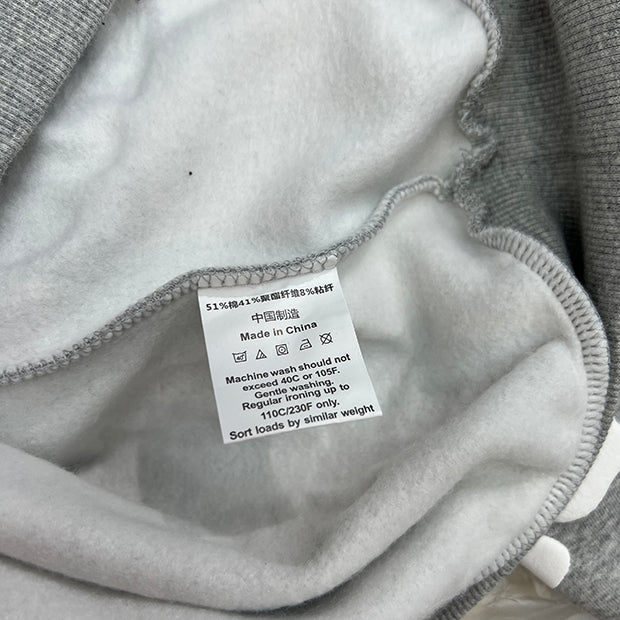 51%棉41%聚酯纤维8%粘纤
中国制造
Made in China
40
Machine wash should not
exceed 40C or 105F.
Gentle washing.
Regular ironing up to
110C/230F only.
Sort loads by similar weight